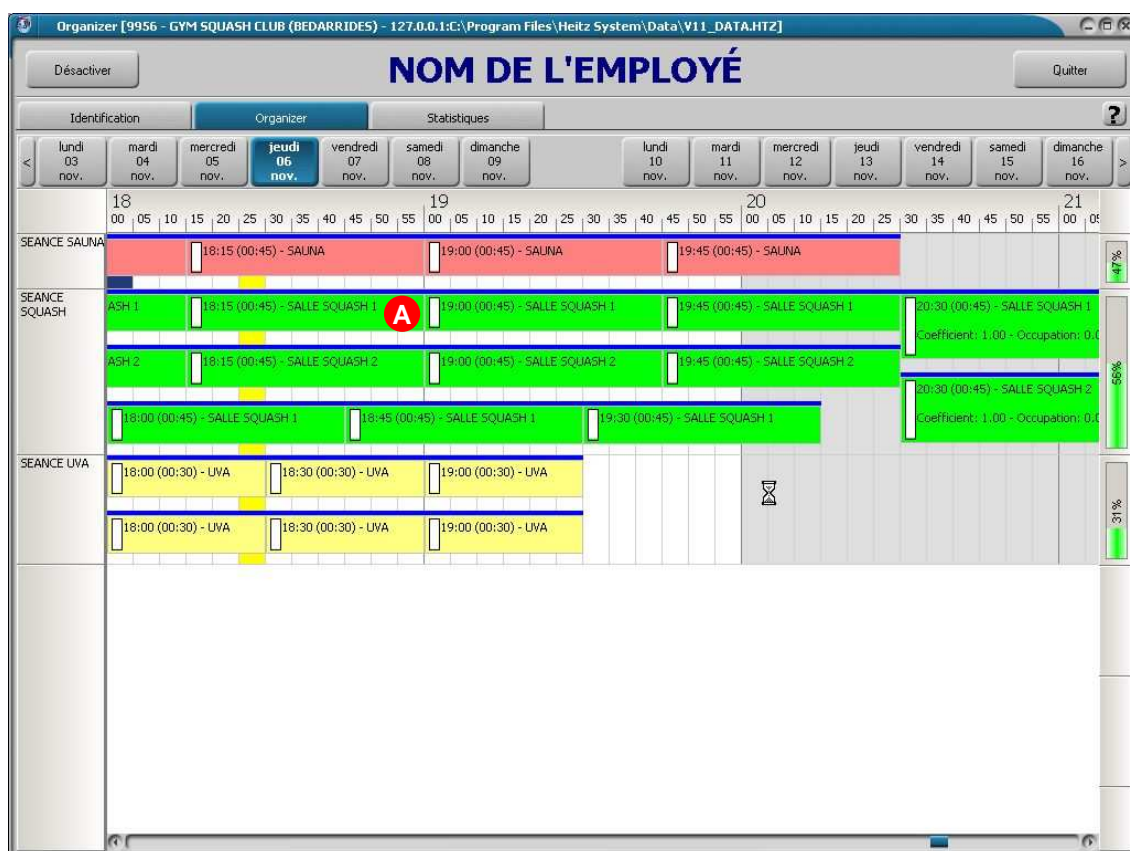 Organizer [9956 - GYM SQUASH CLUB (BEDARRIDES) - 127.0.0.1:C:\Program Files\Heitz System\Data\V11_DATA.HTZ]
Désactiver
NOM DE L'EMPLOYÉ
Quitter
Identification Organizer Statistiques ?
< lundi 03 nov. mardi 04 nov. mercredi 05 nov. jeudi 06 nov. vendredi 07 nov. samedi 08 nov. dimanche 09 nov. lundi 10 nov. mardi 11 nov. mercredi 12 nov. jeudi 13 nov. vendredi 14 nov. samedi 15 nov. dimanche 16 nov. >
18 19 20 21
00 05 10 15 20 25 30 35 40 45 50 55 00 05 10 15 20 25 30 35 40 45 50 55 00 05 10 15 20 25 30 35 40 45 50 55 00
SEANCE SAUNA
18:15 (00:45) - SAUNA 19:00 (00:45) - SAUNA 19:45 (00:45) - SAUNA
47%
SEANCE
SQUASH
ASH 1 18:15 (00:45) - SALLE SQUASH 1 A 19:00 (00:45) - SALLE SQUASH 1 19:45 (00:45) - SALLE SQUASH 1 20:30 (00:45) - SALLE SQUASH 1
Coefficient: 1.00 - Occupation: 0.0
ASH 2 18:15 (00:45) - SALLE SQUASH 2 19:00 (00:45) - SALLE SQUASH 2 19:45 (00:45) - SALLE SQUASH 2
56%
20:30 (00:45) - SALLE SQUASH 2
Coefficient: 1.00 - Occupation: 0.0
18:00 (00:45) - SALLE SQUASH 1 18:45 (00:45) - SALLE SQUASH 1 19:30 (00:45) - SALLE SQUASH 1
SEANCE UVA
18:00 (00:30) - UVA 18:30 (00:30) - UVA 19:00 (00:30) - UVA
31%
18:00 (00:30) - UVA 18:30 (00:30) - UVA 19:00 (00:30) - UVA